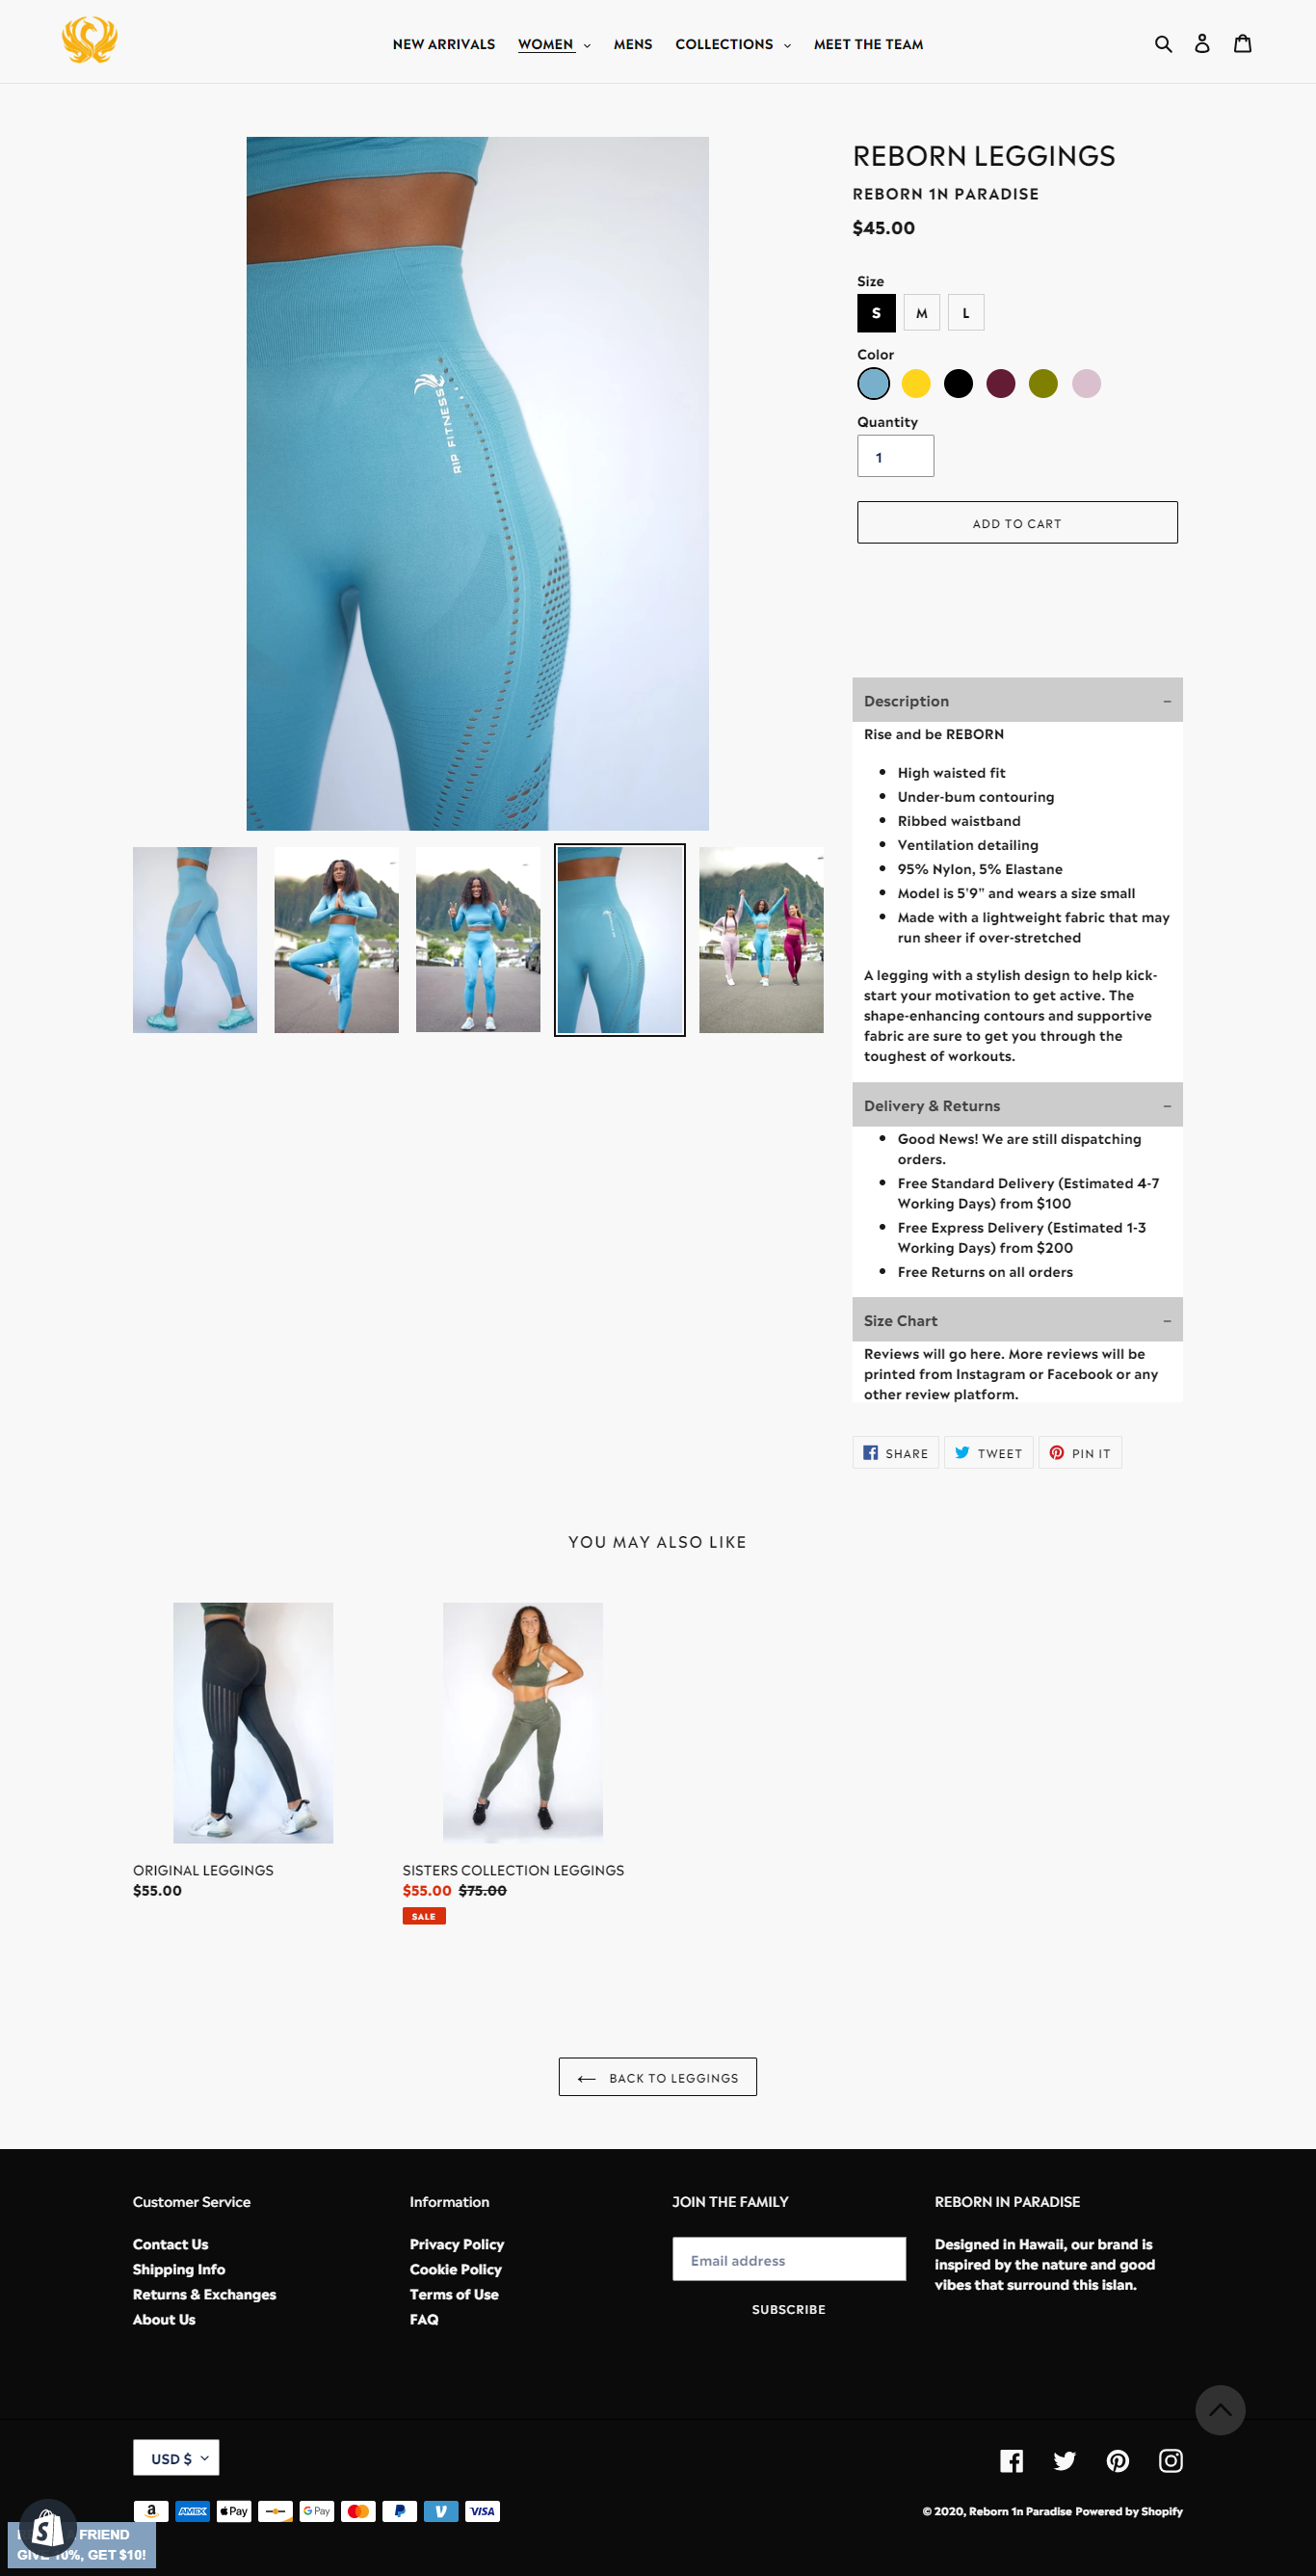 NEW ARRIVALS WOMEN MENS COLLECTIONS MEET THE TEAM
REBORN LEGGINGS
REBORN 1N PARADISE
$45.00
Size
S M L
Color
Quantity
1
ADD TO CART
RIP FITNESS
Description –
Rise and be REBORN
• High waisted fit
• Under-bum contouring
• Ribbed waistband
• Ventilation detailing
• 95% Nylon, 5% Elastane
• Model is 5'9" and wears a size small
• Made with a lightweight fabric that may
run sheer if over-stretched
A legging with a stylish design to help kick-
start your motivation to get active. The
shape-enhancing contours and supportive
fabric are sure to get you through the
toughest of workouts.
Delivery & Returns –
• Good News! We are still dispatching
orders.
• Free Standard Delivery (Estimated 4-7
Working Days) from $100
• Free Express Delivery (Estimated 1-3
Working Days) from $200
• Free Returns on all orders
Size Chart –
Reviews will go here. More reviews will be
printed from Instagram or Facebook or any
other review platform.
SHARE TWEET PIN IT
YOU MAY ALSO LIKE
ORIGINAL LEGGINGS
$55.00
SISTERS COLLECTION LEGGINGS
$55.00 $75.00
SALE
BACK TO LEGGINGS
Customer Service
Contact Us
Shipping Info
Returns & Exchanges
About Us
Information
Privacy Policy
Cookie Policy
Terms of Use
FAQ
JOIN THE FAMILY
Email address
SUBSCRIBE
REBORN IN PARADISE
Designed in Hawaii, our brand is
inspired by the nature and good
vibes that surround this islan.
USD $
a AMEX Pay G Pay P V VISA
© 2020, Reborn 1n Paradise Powered by Shopify
FRIEND
GIVE 10%, GET $10!